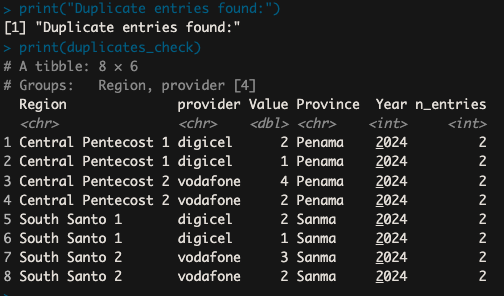 > print("Duplicate entries found:")
[1] "Duplicate entries found:"
> print(duplicates_check)
# A tibble: 8 × 6
# Groups:   Region, provider [4]
  Region              provider Value Province  Year n_entries
  <chr>               <chr>    <dbl> <chr>    <int>     <int>
1 Central Pentecost 1 digicel      2 Penama    2024         2
2 Central Pentecost 1 digicel      1 Penama    2024         2
3 Central Pentecost 2 vodafone     4 Penama    2024         2
4 Central Pentecost 2 vodafone     2 Penama    2024         2
5 South Santo 1       digicel      2 Sanma     2024         2
6 South Santo 1       digicel      1 Sanma     2024         2
7 South Santo 2       vodafone     3 Sanma     2024         2
8 South Santo 2       vodafone     2 Sanma     2024         2